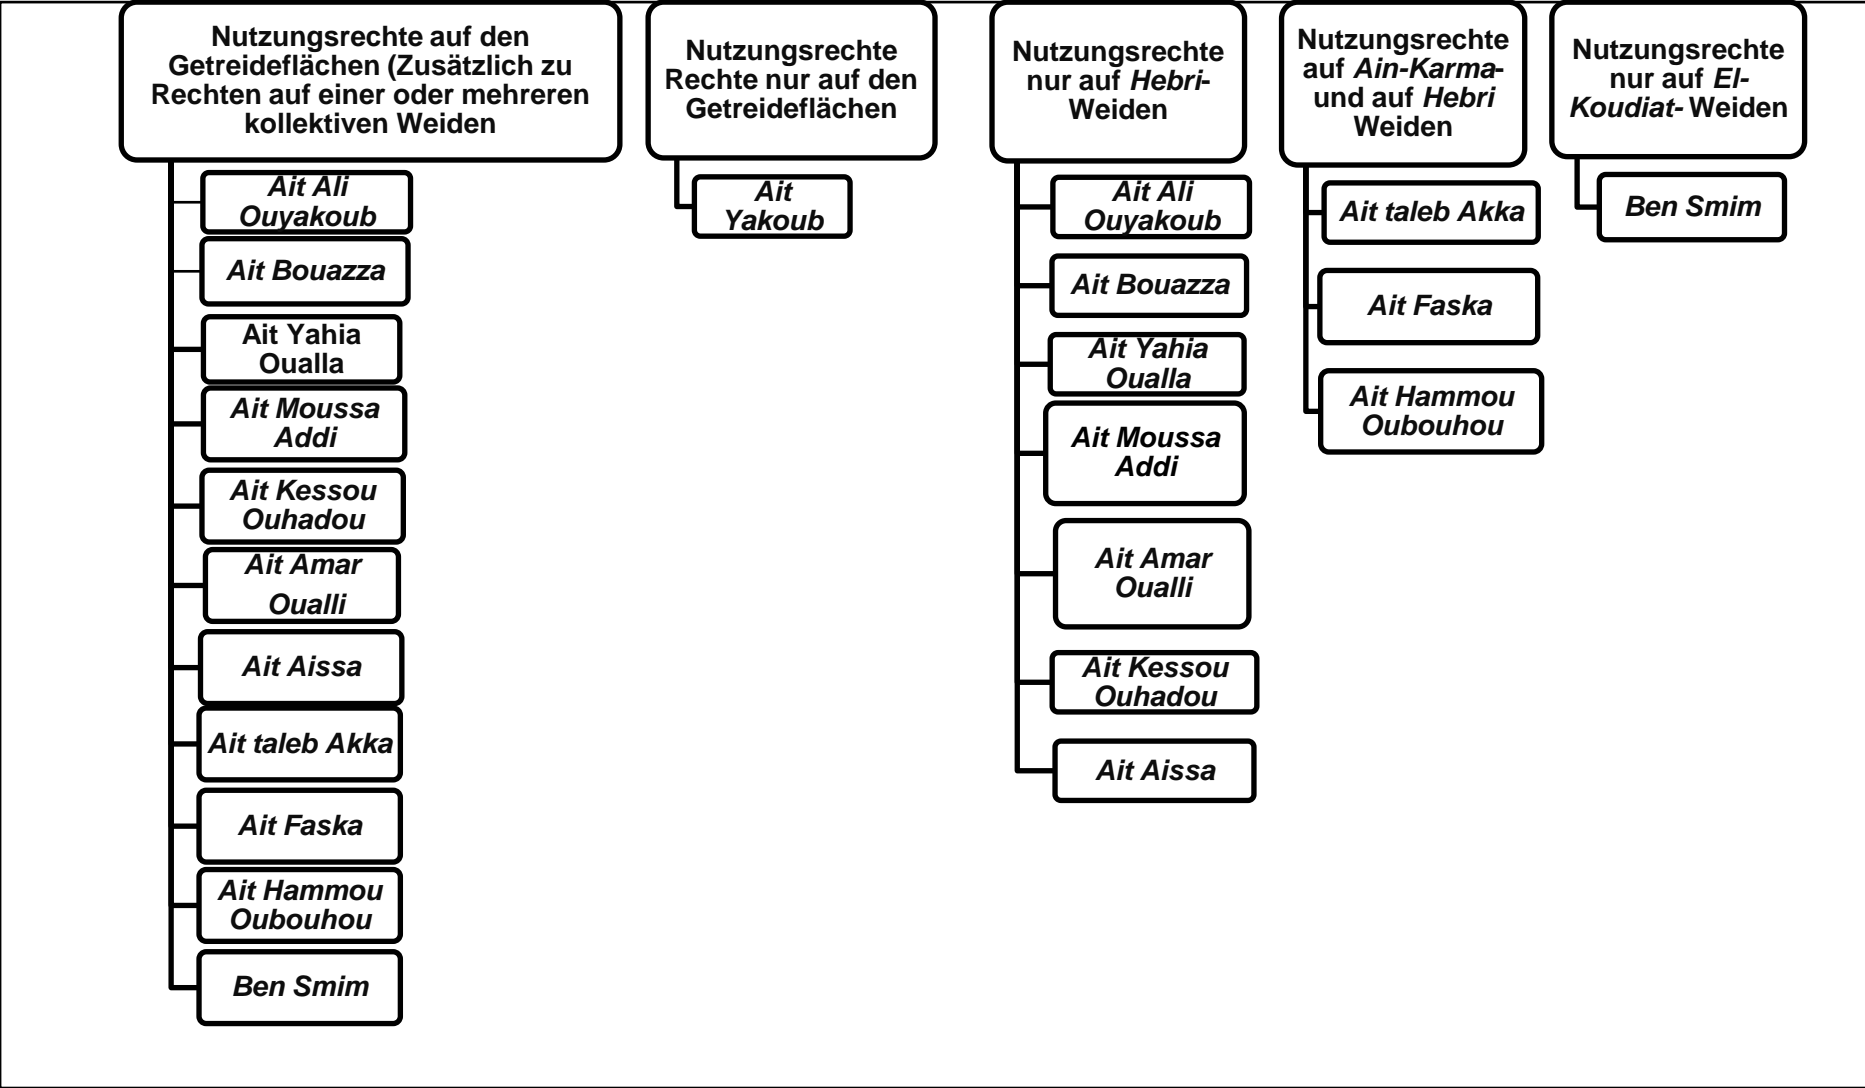 Nutzungsrechte auf den
Getreideflächen (Zusätzlich zu
Rechten auf einer oder mehreren
kollektiven Weiden
Ait Ali
Ouyakoub
Ait Bouazza
Ait Yahia
Oualla
Ait Moussa
Addi
Ait Kessou
Ouhadou
Ait Amar
Oualli
Ait Aissa
Ait taleb Akka
Ait Faska
Ait Hammou
Oubouhou
Ben Smim
Nutzungsrechte
Rechte nur auf den
Getreideflächen
Ait
Yakoub
Nutzungsrechte
nur auf Hebri-
Weiden
Ait Ali
Ouyakoub
Ait Bouazza
Ait Yahia
Oualla
Ait Moussa
Addi
Ait Amar
Oualli
Ait Kessou
Ouhadou
Ait Aissa
Nutzungsrechte
auf Ain-Karma-
und auf Hebri
Weiden
Ait taleb Akka
Ait Faska
Ait Hammou
Oubouhou
Nutzungsrechte
nur auf El-
Koudiat- Weiden
Ben Smim